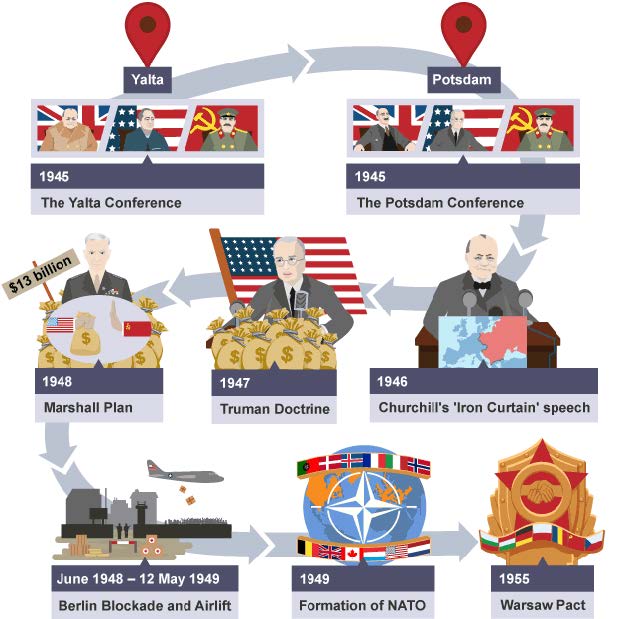 Yalta
Potsdam
1945
The Yalta Conference
1945
The Potsdam Conference
1946
Churchill's 'Iron Curtain' speech
1947
Truman Doctrine
$13 billion
1948
Marshall Plan
June 1948 – 12 May 1949
Berlin Blockade and Airlift
1949
Formation of NATO
1955
Warsaw Pact